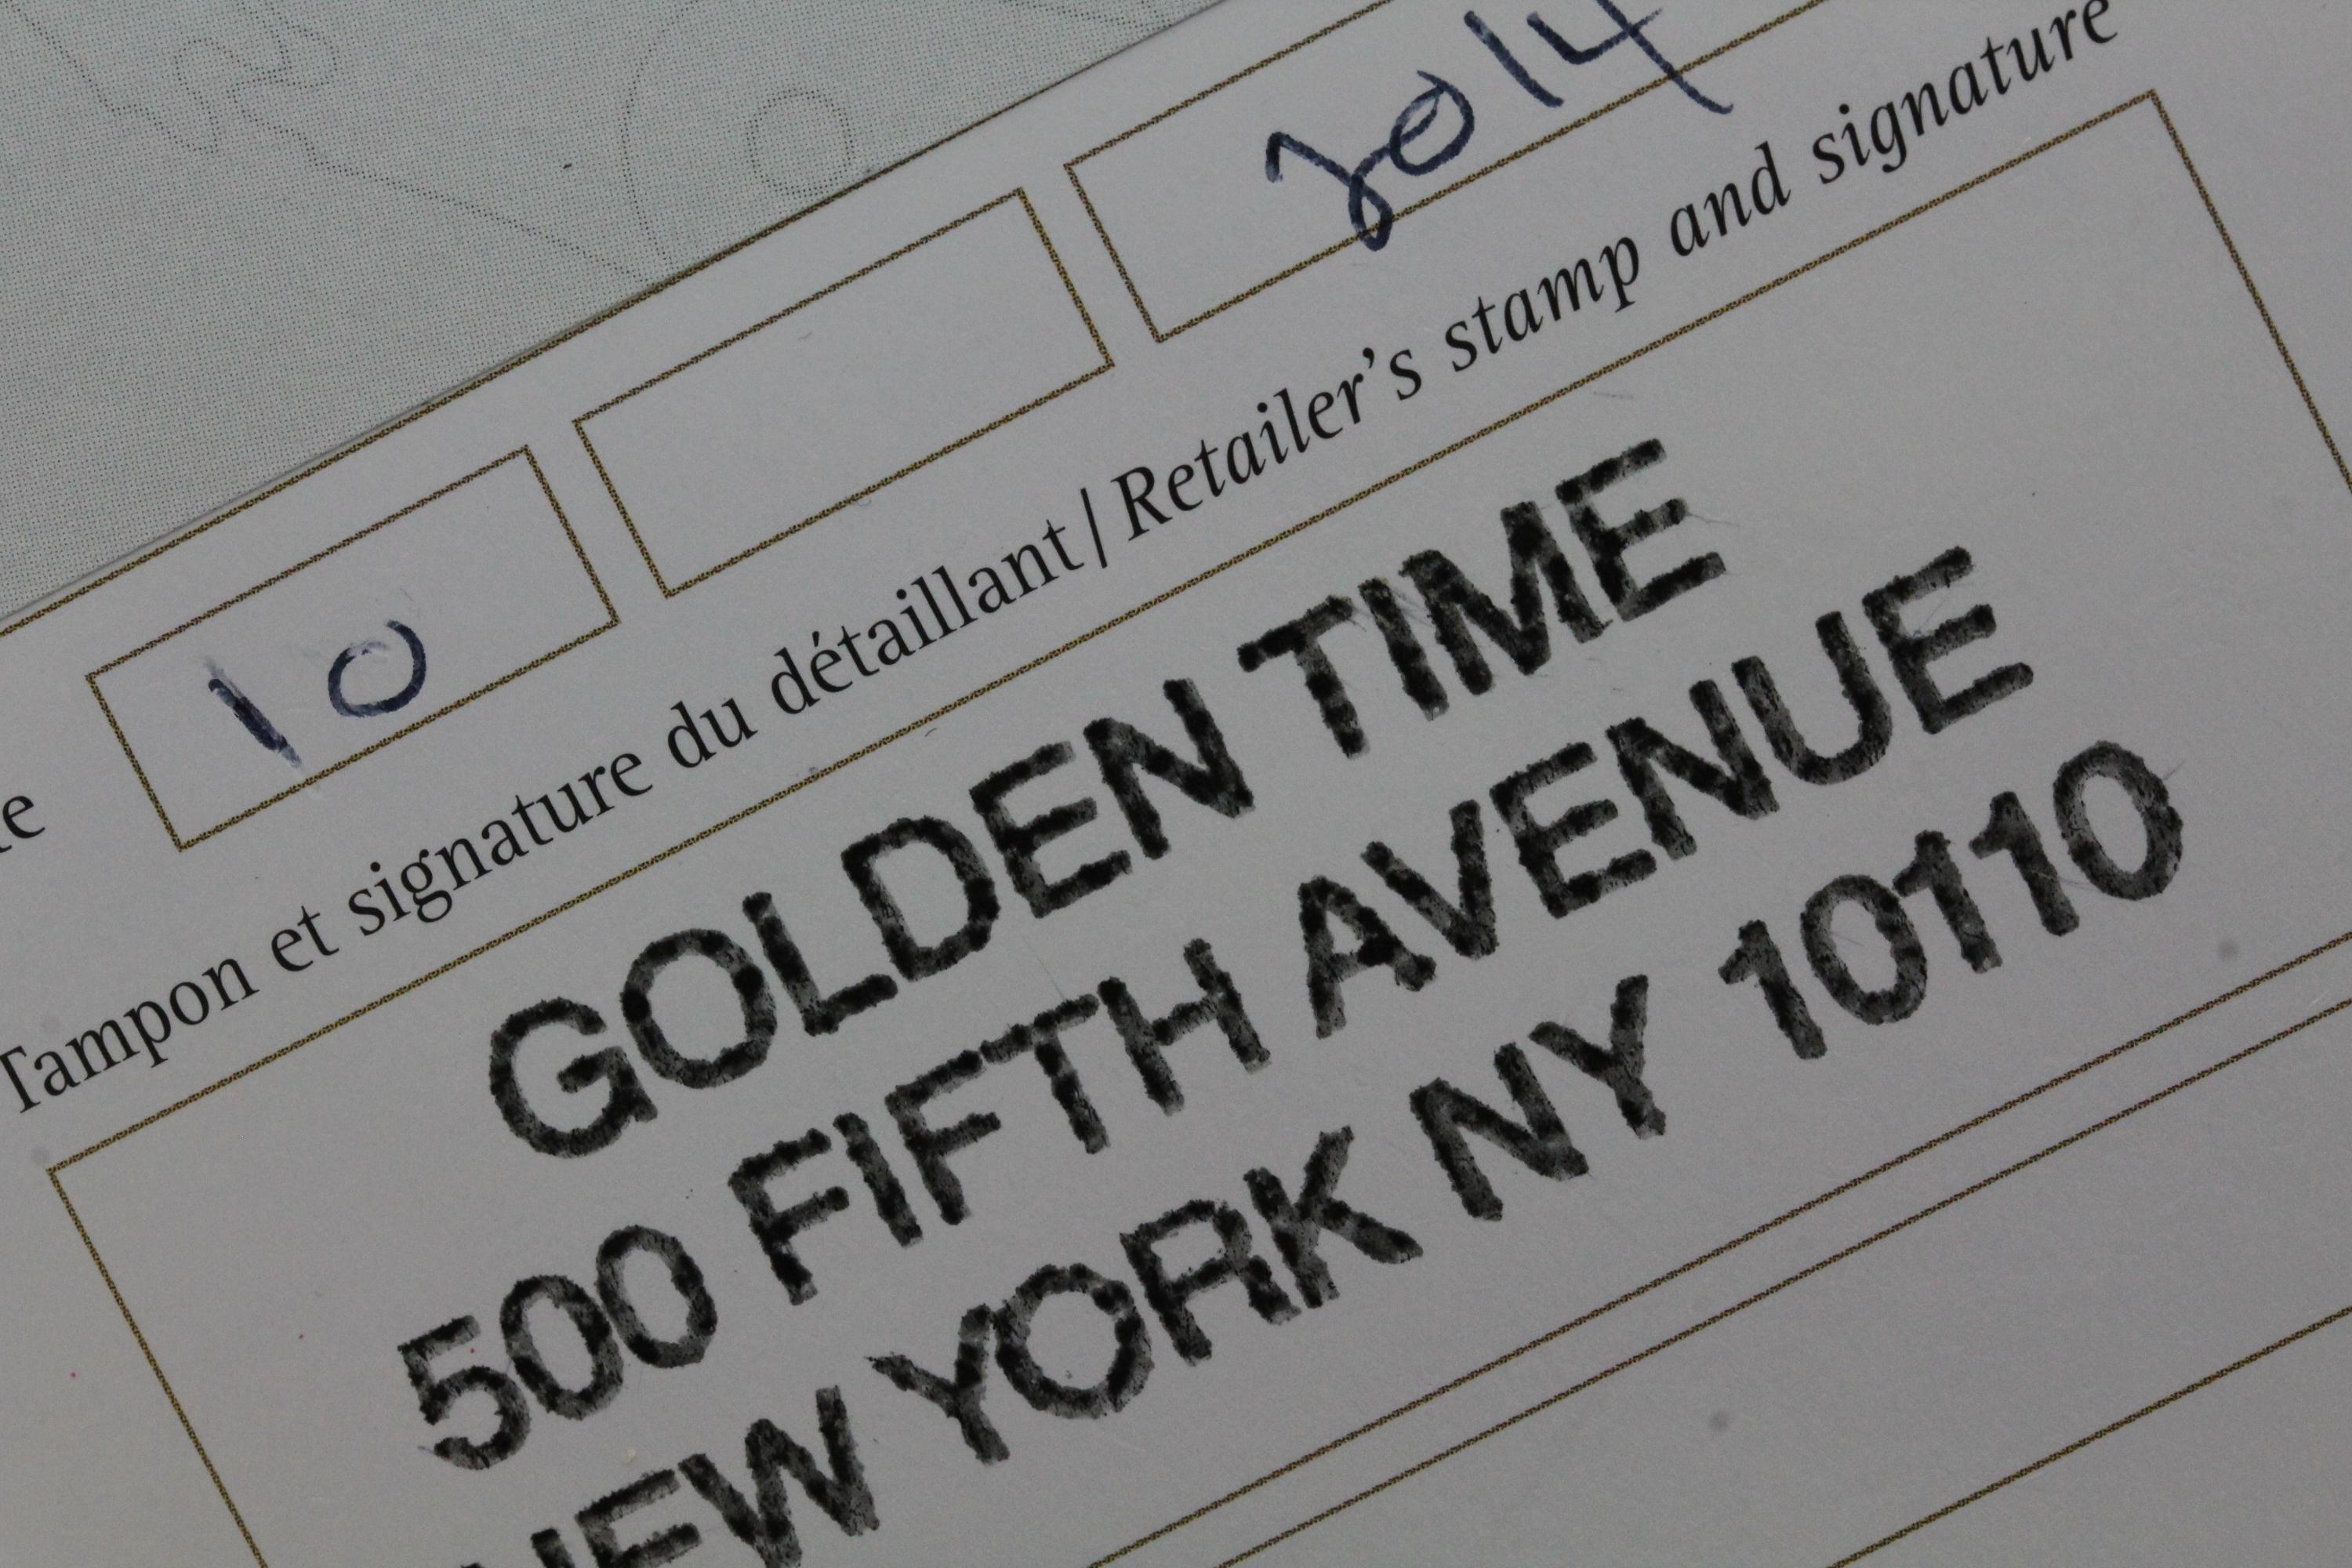 10 2014
Tampon et signature du détaillant/Retailer's stamp and signature
GOLDEN TIME
500 FIFTH AVENUE
NEW YORK NY 10110